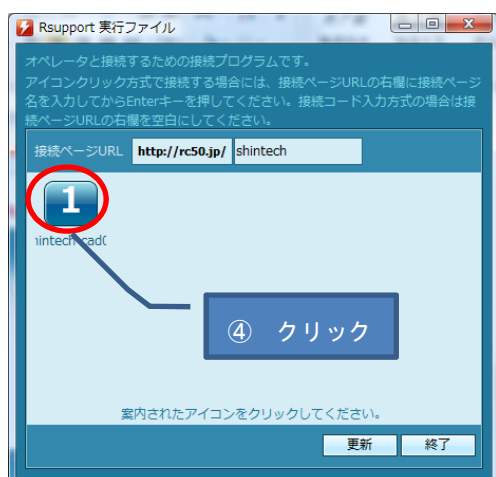 Rsupport 実行ファイル
オペレータと接続するための接続プログラムです。
アイコンクリック方式で接続する場合には、接続ページURLの右欄に接続ページ
名を入力してからEnterキーを押してください。接続コード入力方式の場合は接
続ページURLの右欄を空白にしてください。
接続ページURL http://rc50.jp/ shintech
1
④ クリック
案内されたアイコンをクリックしてください。
更新 終了